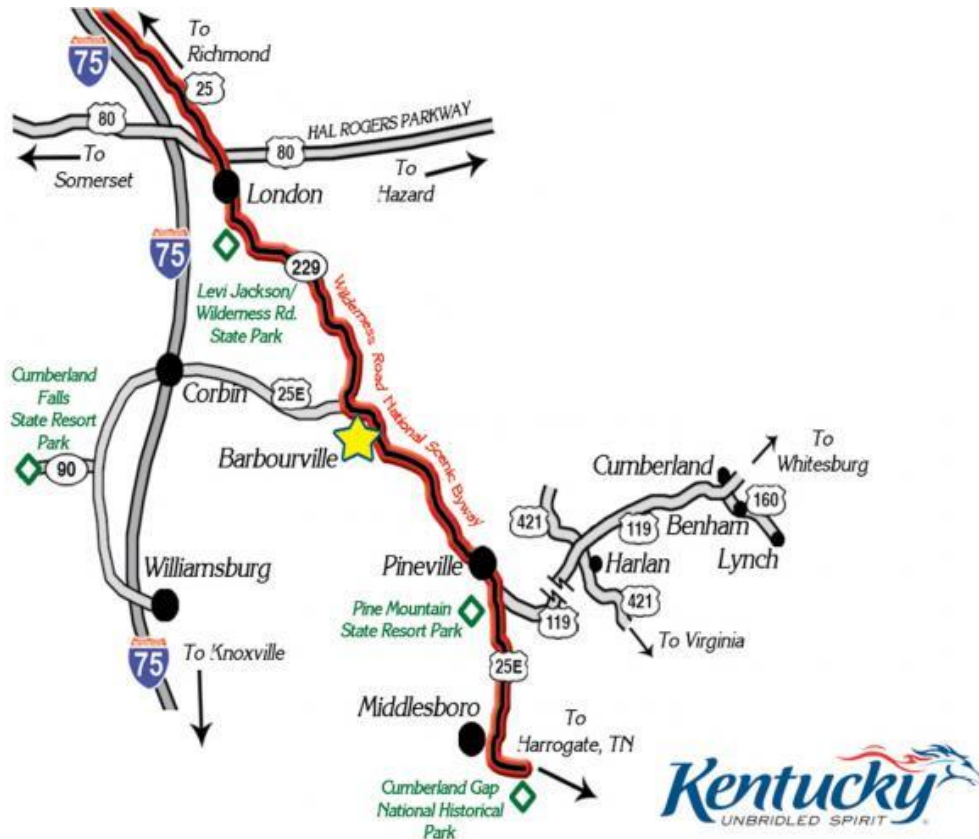 75
To
Richmond
25
80
HAL ROGERS PARKWAY
80
To
Somerset
To
Hazard
London
75
229
Levi Jackson/
Wilderness Rd.
State Park
Wilderness Road National Scenic Byway
Cumberland
Falls
State Resort
Park
Corbin
25E
90
Barbourville
Cumberland
To
Whitesburg
421
119
160
Benham
Lynch
Harlan
Pineville
Williamsburg
421
Pine Mountain
State Resort Park
119
To Virginia
75
To Knoxville
25E
Middlesboro
To
Harrogate, TN
Cumberland Gap
National Historical
Park
Kentucky
UNBRIDLED SPIRIT